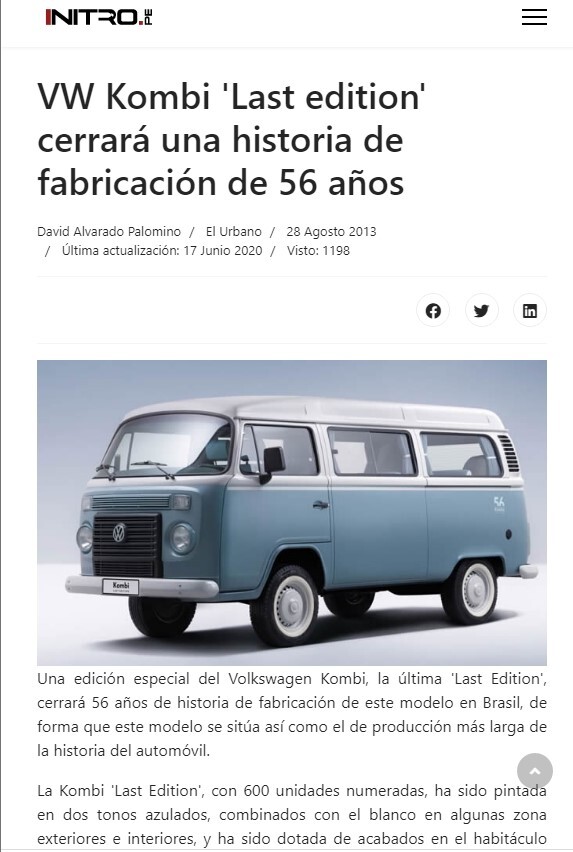 INITRO.PE
VW Kombi 'Last edition'
cerrará una historia de
fabricación de 56 años
David Alvarado Palomino / El Urbano / 28 Agosto 2013
/ Última actualización: 17 Junio 2020 / Visto: 1198
56
Kombi
Una edición especial del Volkswagen Kombi, la última 'Last Edition',
cerrará 56 años de historia de fabricación de este modelo en Brasil, de
forma que este modelo se sitúa así como el de producción más larga de
la historia del automóvil.
La Kombi 'Last Edition', con 600 unidades numeradas, ha sido pintada
en dos tonos azulados, combinados con el blanco en algunas zona
exteriores e interiores, y ha sido dotada de acabados en el habitáculo